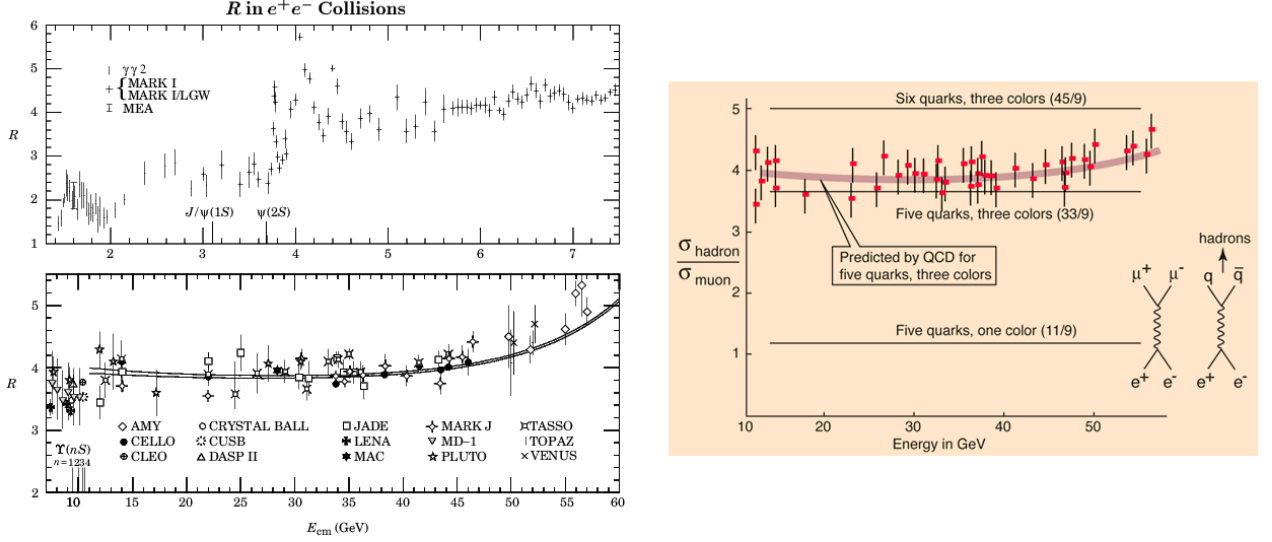 R in e⁺e⁻ Collisions
6
5
4
R
3
2
1
γγ2
MARK I
MARK I/LGW
MEA
J/ψ(1S)
ψ(2S)
2 3 4 5 6 7
5
4
R
3
2
AMY CRYSTAL BALL JADE MARK J TASSO
CELLO CUSB LENA MD-1 TOPAZ
CLEO DASP II MAC PLUTO VENUS
ϒ(nS)
n=1234
10 15 20 25 30 35 40 45 50 55 60
E_cm (GeV)
Six quarks, three colors (45/9)
5
4
Five quarks, three colors (33/9)
3
σ hadron
σ muon
Predicted by QCD for
five quarks, three colors
hadrons
μ⁺ μ⁻ q q̄
2
Five quarks, one color (11/9)
1
e⁺ e⁻ e⁺ e⁻
10 20 30 40 50
Energy in GeV